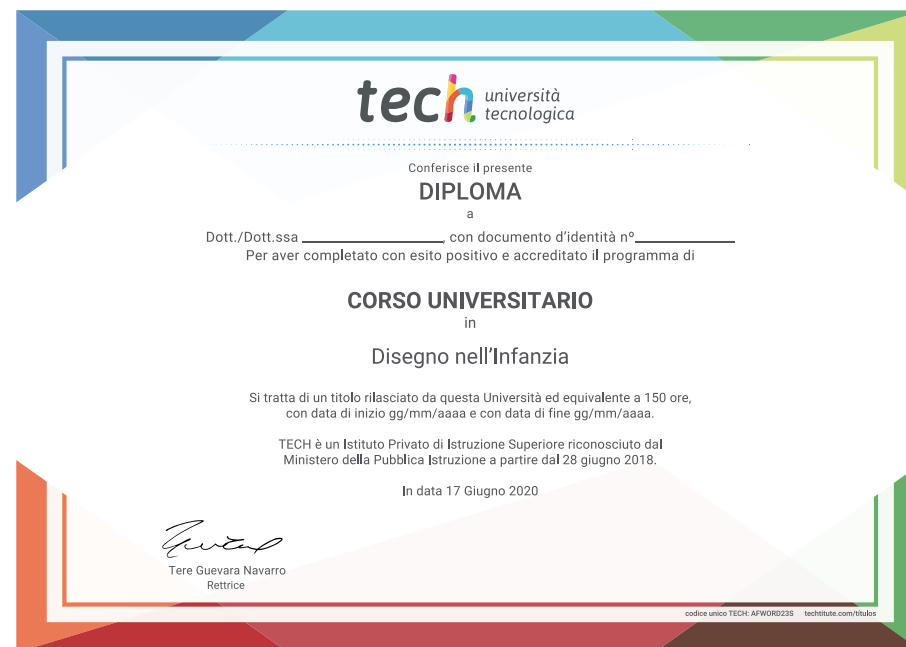 tech università
tecnologica
Conferisce il presente
DIPLOMA
a
Dott./Dott.ssa ____________________, con documento d'identità nº______________
Per aver completato con esito positivo e accreditato il programma di
CORSO UNIVERSITARIO
in
Disegno nell'Infanzia
Si tratta di un titolo rilasciato da questa Università ed equivalente a 150 ore,
con data di inizio gg/mm/aaaa e con data di fine gg/mm/aaaa.
TECH è un Istituto Privato di Istruzione Superiore riconosciuto dal
Ministero della Pubblica Istruzione a partire dal 28 giugno 2018.
In data 17 Giugno 2020
Tere Guevara Navarro
Rettrice
codice unico TECH: AFWORD23S techtitute.com/titulos